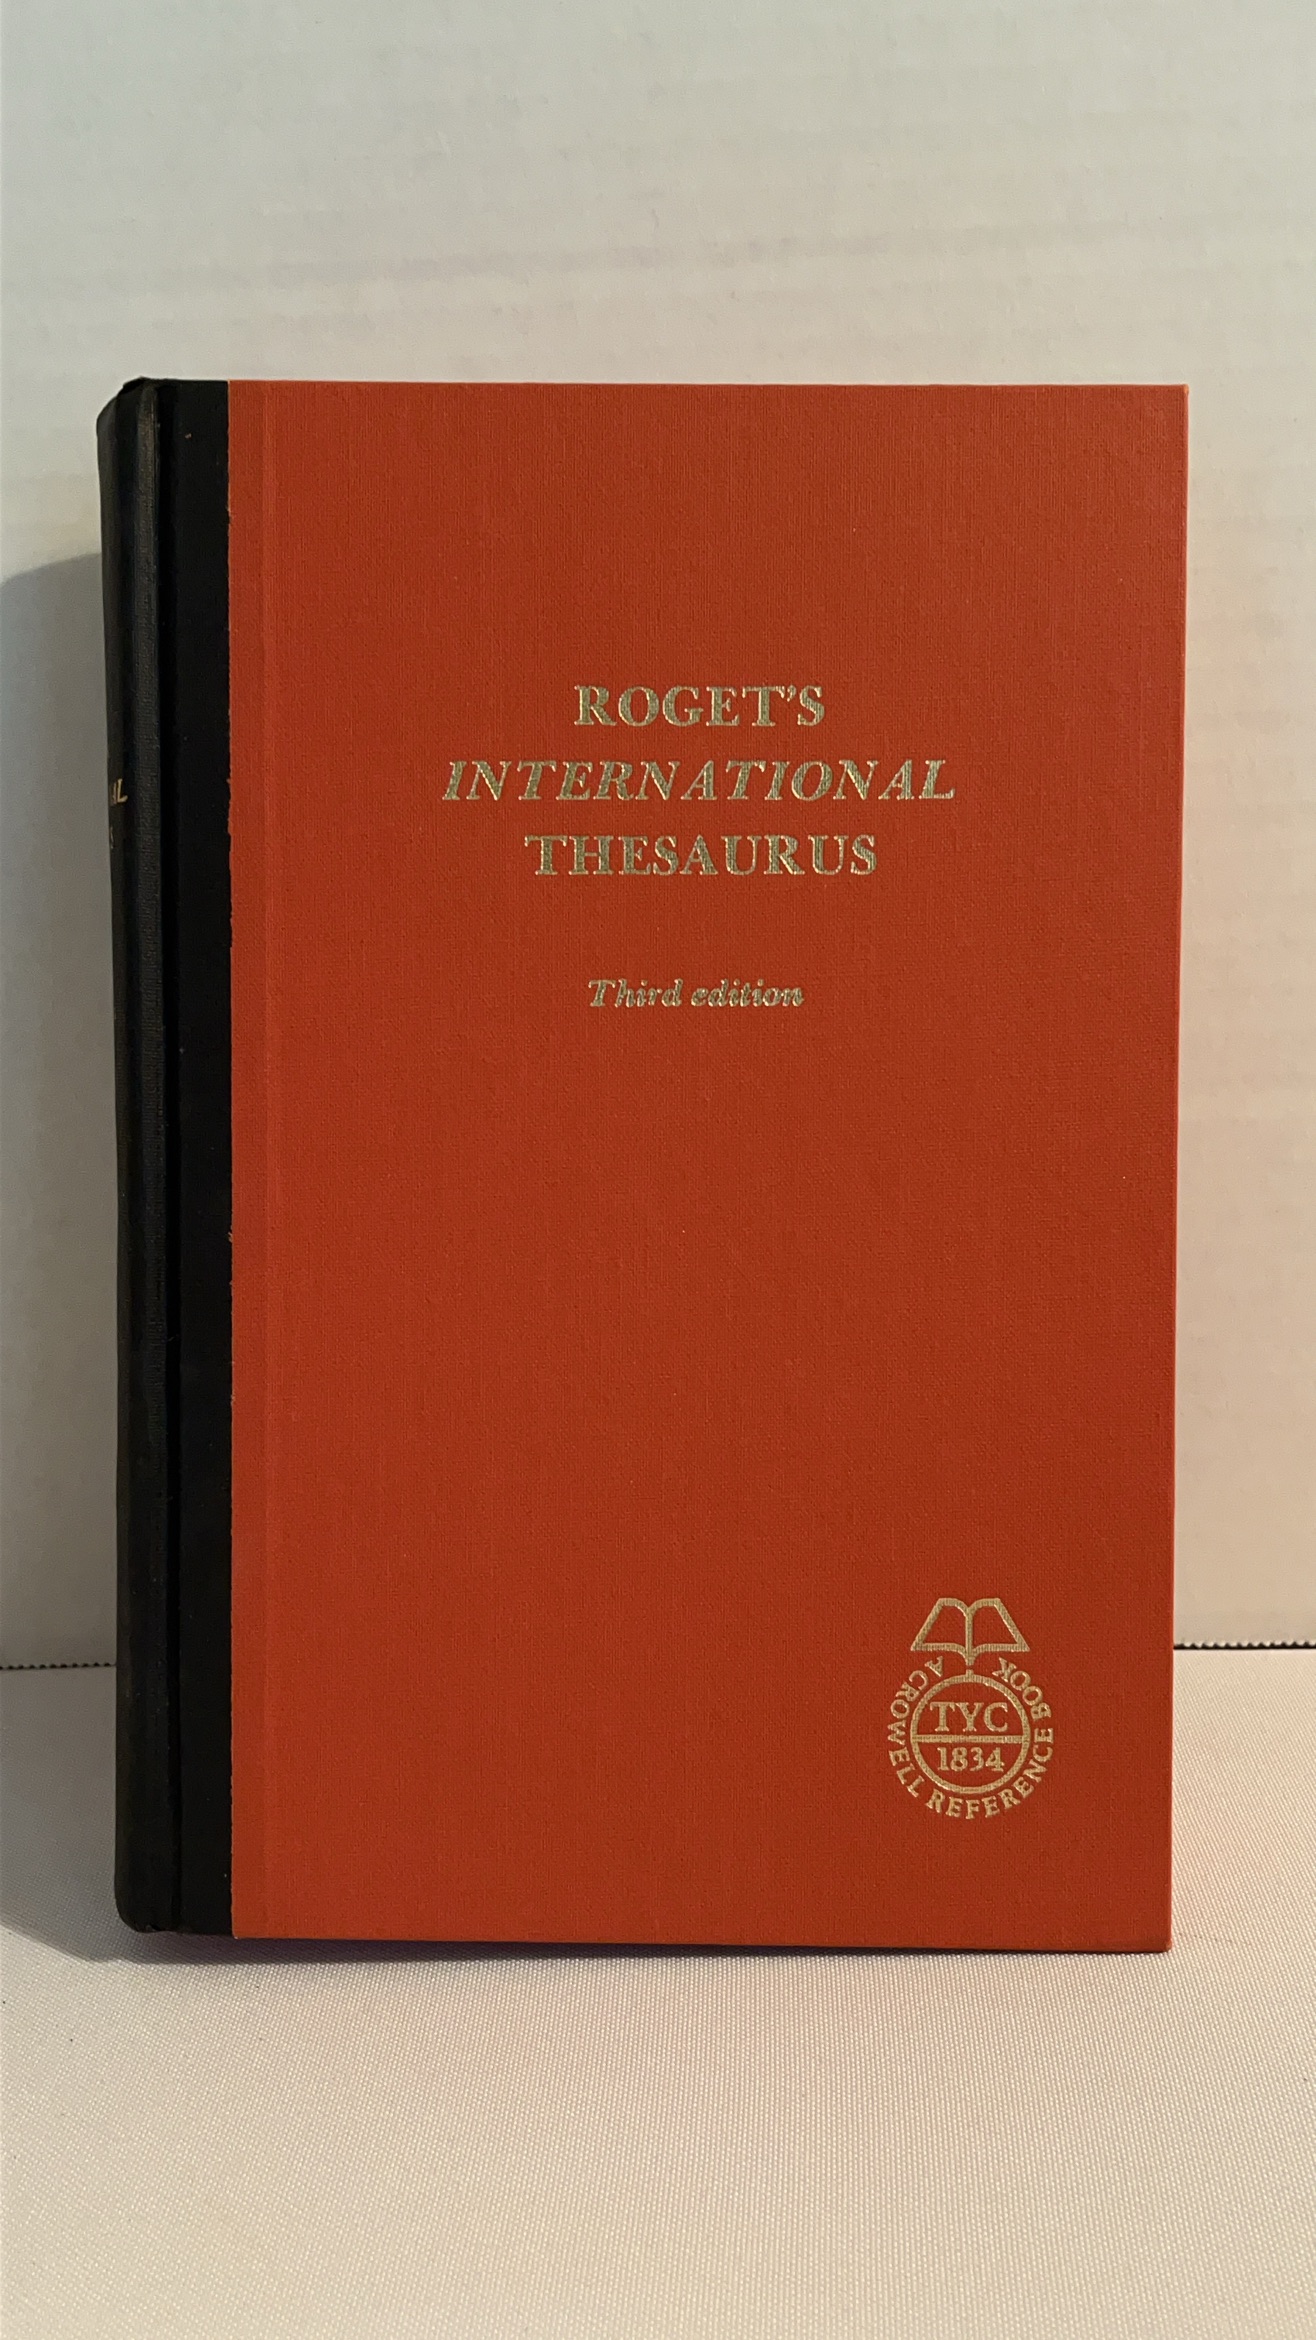 ROGET'S
INTERNATIONAL
THESAURUS
Third edition
A CROWELL REFERENCE BOOK
TYC
1834